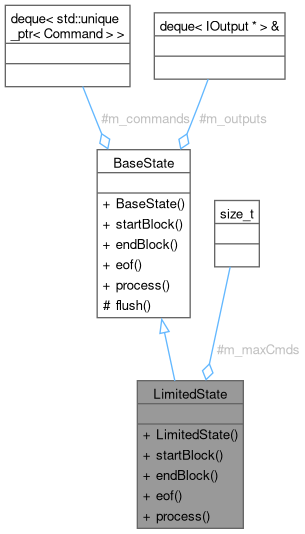 deque< std::unique
_ptr< Command > >
deque< IOutput * > &
#m_commands
#m_outputs
BaseState
+ BaseState()
+ startBlock()
+ endBlock()
+ eof()
+ process()
# flush()
size_t
#m_maxCmds
LimitedState
+ LimitedState()
+ startBlock()
+ endBlock()
+ eof()
+ process()